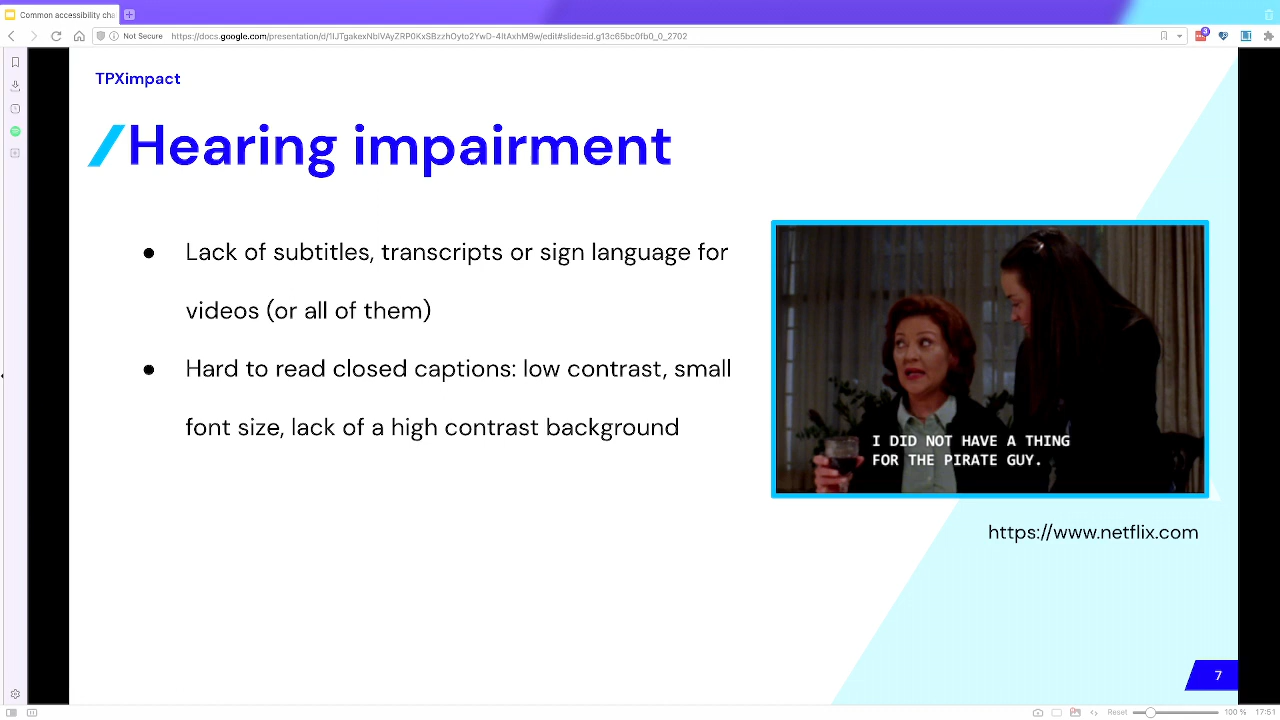 Common accessibility cha
Not Secure
https://docs.google.com/presentation/d/1IJTgakexNbiVAyZRP0KxSBzzhOyto2YwD-4ItAxhM9w/edit#slide=id.g13c65bc0fb0_0_2702
TPXimpact
Hearing impairment
● Lack of subtitles, transcripts or sign language for
videos (or all of them)
● Hard to read closed captions: low contrast, small
font size, lack of a high contrast background
I DID NOT HAVE A THING
FOR THE PIRATE GUY.
https://www.netflix.com
7
Reset 100 % 17:51